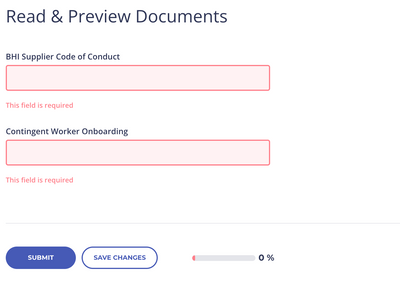 Read & Preview Documents
BHI Supplier Code of Conduct
This field is required
Contingent Worker Onboarding
This field is required
SUBMIT
SAVE CHANGES
0 %